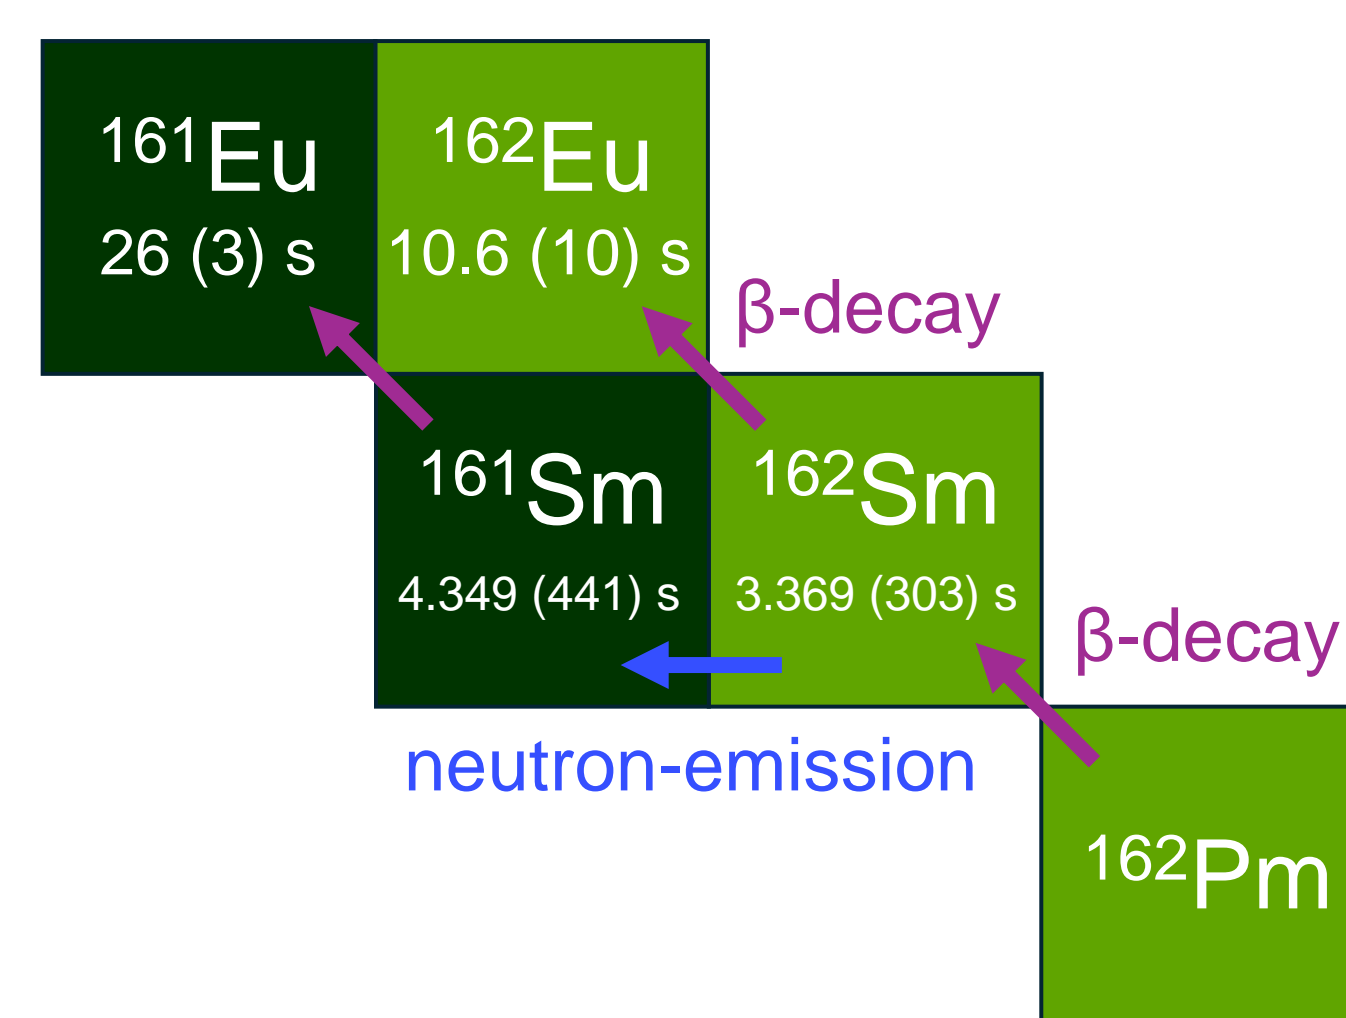 ¹⁶¹Eu
26 (3) s
¹⁶²Eu
10.6 (10) s
β-decay
¹⁶¹Sm
4.349 (441) s
¹⁶²Sm
3.369 (303) s
β-decay
neutron-emission
¹⁶²Pm